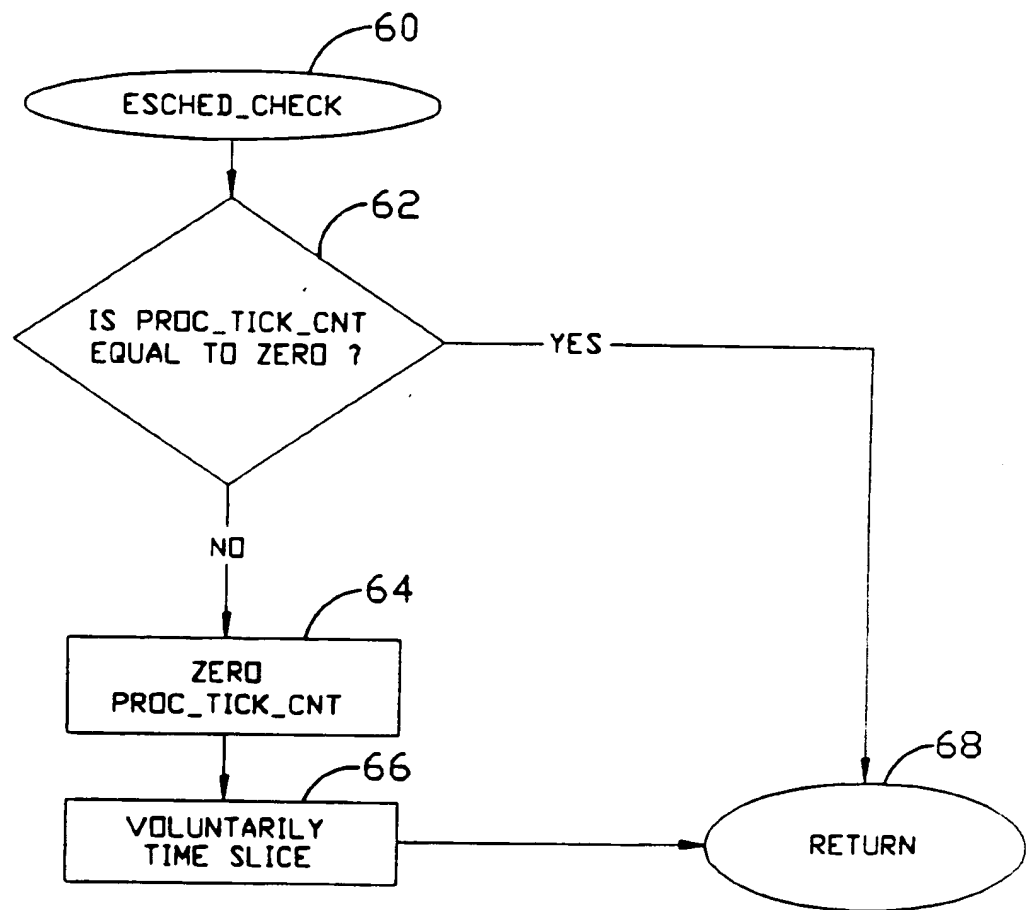 60
ESCHED_CHECK
62
IS PROC_TICK_CNT
EQUAL TO ZERO ?
YES
NO
64
ZERO
PROC_TICK_CNT
66
VOLUNTARILY
TIME SLICE
68
RETURN